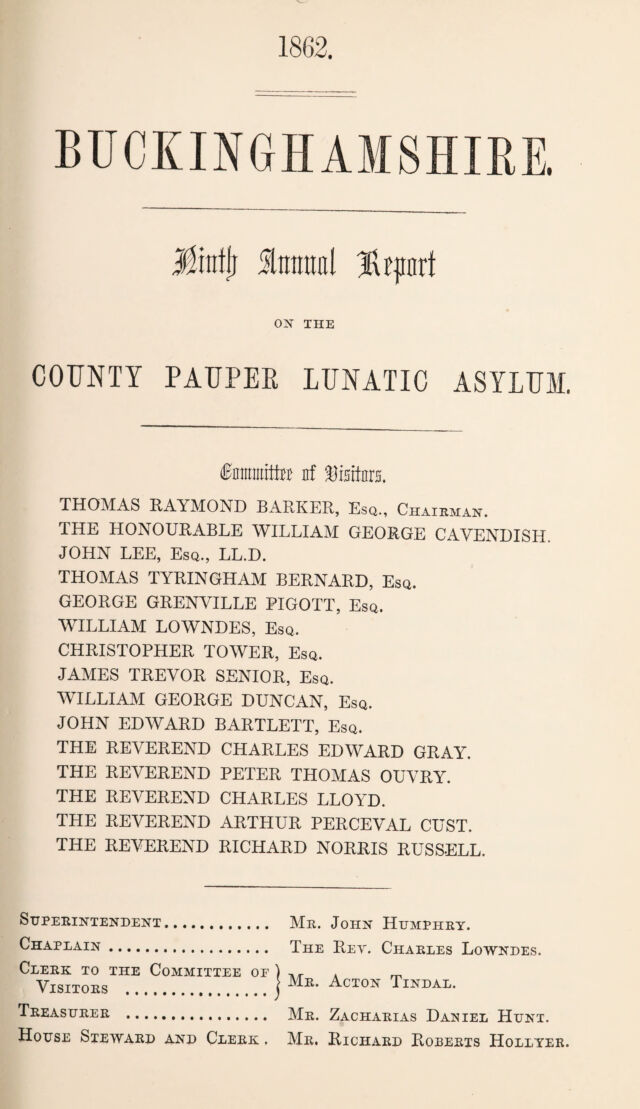 1862.
BUCKINGHAMSHIRE.
Ninth Annual Report
ON THE
COUNTY PAUPER LUNATIC ASYLUM.
Committee of Visitors.
THOMAS RAYMOND BARKER, Esq., Chairman.
THE HONOURABLE WILLIAM GEORGE CAVENDISH.
JOHN LEE, Esq., LL.D.
THOMAS TYRINGHAM BERNARD, Esq.
GEORGE GRENVILLE PIGOTT, Esq.
WILLIAM LOWNDES, Esq.
CHRISTOPHER TOWER, Esq.
JAMES TREVOR SENIOR, Esq.
WILLIAM GEORGE DUNCAN, Esq.
JOHN EDWARD BARTLETT, Esq.
THE REVEREND CHARLES EDWARD GRAY.
THE REVEREND PETER THOMAS OUVRY.
THE REVEREND CHARLES LLOYD.
THE REVEREND ARTHUR PERCEVAL CUST.
THE REVEREND RICHARD NORRIS RUSSELL.
Superintendent............ Mr. John Humphry.
Chaplain .................. The Rev. Charles Lowndes.
Clerk to the Committee of
Visitors ................ } Mr. Acton Tindal.
Treasurer ................ Mr. Zacharias Daniel Hunt.
House Steward and Clerk. Mr. Richard Roberts Hollyer.